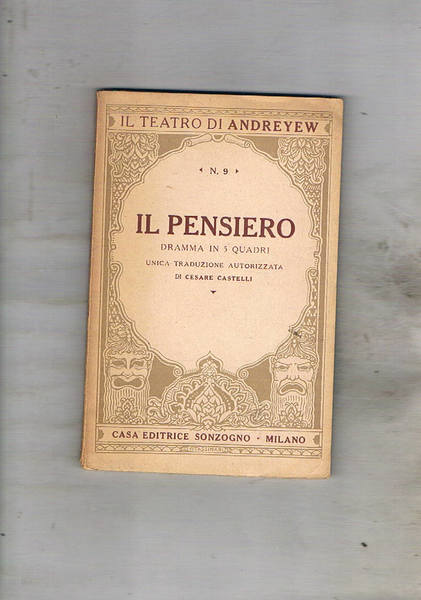 IL TEATRO DI ANDREYEW
N. 9
IL PENSIERO
DRAMMA IN 5 QUADRI
UNICA TRADUZIONE AUTORIZZATA
DI CESARE CASTELLI
CASA EDITRICE SONZOGNO - MILANO